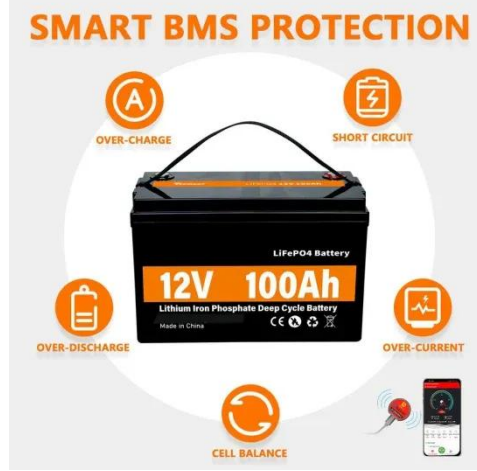 SMART BMS PROTECTION
A
OVER-CHARGE
SHORT CIRCUIT
LiFePO4 Battery
12V 100Ah
Lithium Iron Phosphate Deep Cycle Battery
Made in China
CE
OVER-DISCHARGE
OVER-CURRENT
CELL BALANCE